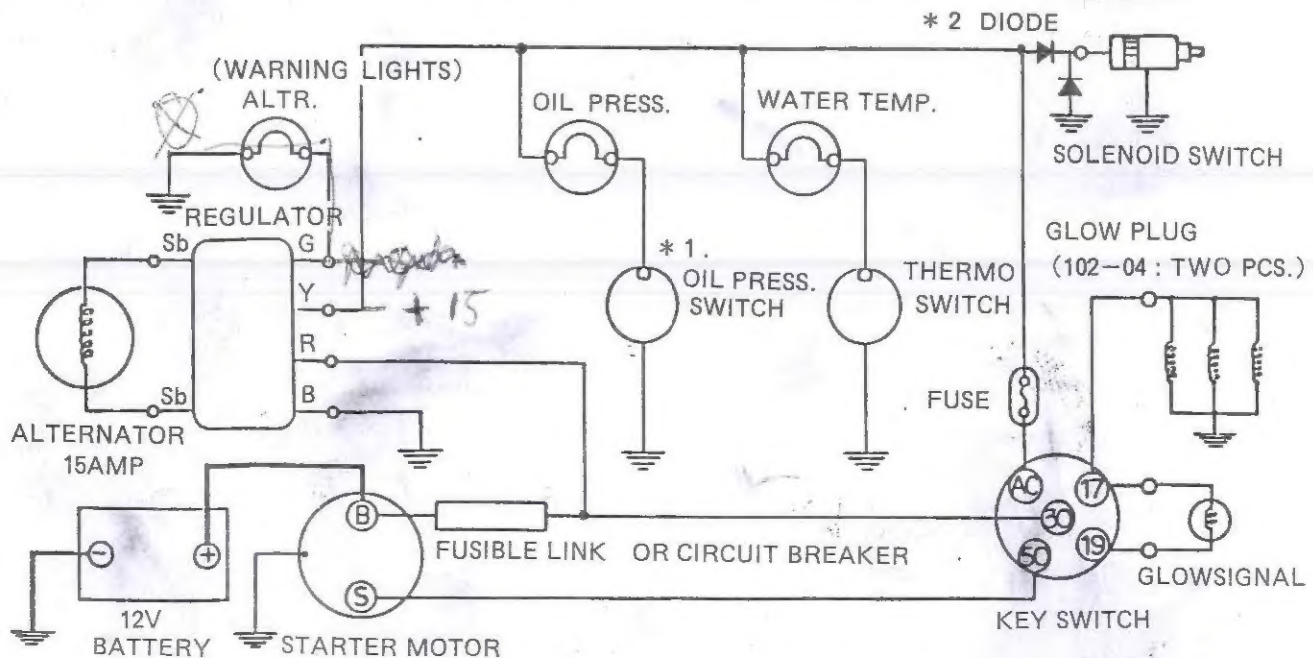 * 2 DIODE
(WARNING LIGHTS)
ALTR.
OIL PRESS.
WATER TEMP.
SOLENOID SWITCH
REGULATOR
Sb
G
Y
+ 15
R
Sb
B
* 1.
OIL PRESS.
SWITCH
THERMO
SWITCH
GLOW PLUG
(102-04 : TWO PCS.)
FUSE
ALTERNATOR
15AMP
AC
17
30
50
19
B
FUSIBLE LINK OR CIRCUIT BREAKER
GLOWSIGNAL
- +
S
12V
BATTERY
STARTER MOTOR
KEY SWITCH